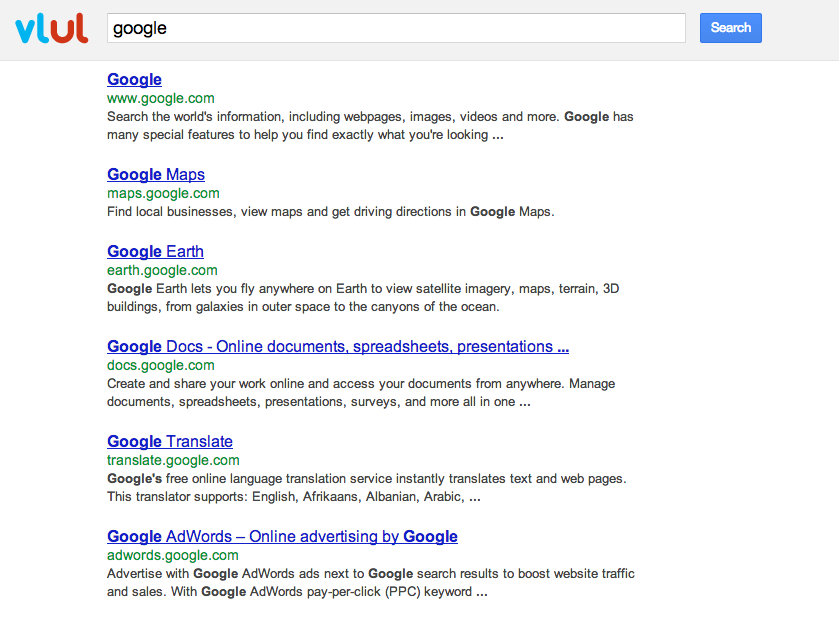 vlul
google
Search
Google
www.google.com
Search the world's information, including webpages, images, videos and more. Google has
many special features to help you find exactly what you're looking ...
Google Maps
maps.google.com
Find local businesses, view maps and get driving directions in Google Maps.
Google Earth
earth.google.com
Google Earth lets you fly anywhere on Earth to view satellite imagery, maps, terrain, 3D
buildings, from galaxies in outer space to the canyons of the ocean.
Google Docs - Online documents, spreadsheets, presentations ...
docs.google.com
Create and share your work online and access your documents from anywhere. Manage
documents, spreadsheets, presentations, surveys, and more all in one ...
Google Translate
translate.google.com
Google's free online language translation service instantly translates text and web pages.
This translator supports: English, Afrikaans, Albanian, Arabic, ...
Google AdWords – Online advertising by Google
adwords.google.com
Advertise with Google AdWords ads next to Google search results to boost website traffic
and sales. With Google AdWords pay-per-click (PPC) keyword ...